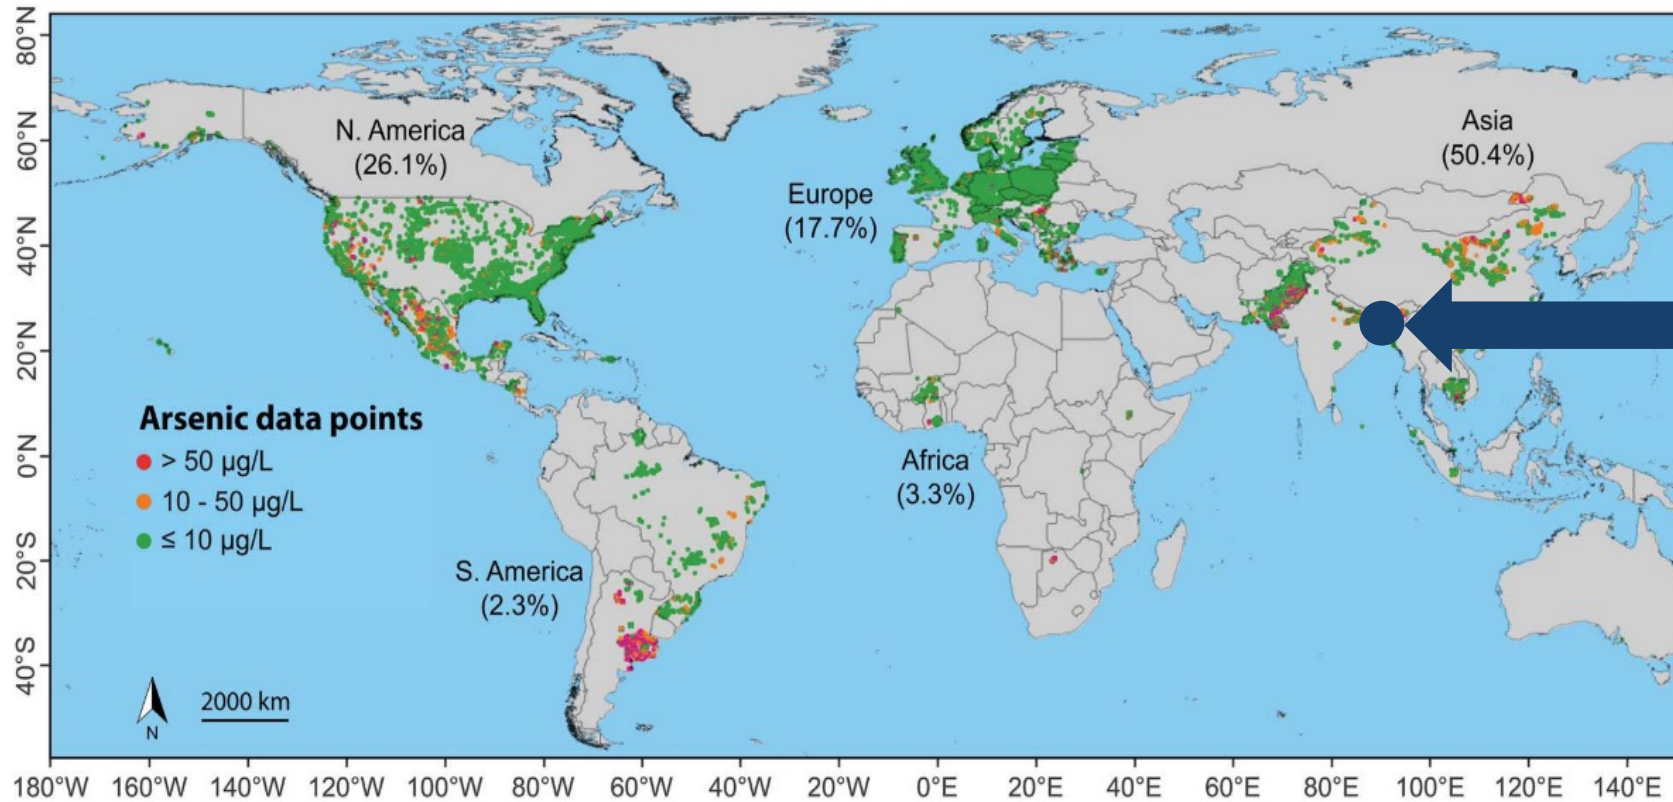 80°N
60°N
40°N
20°N
0°N
20°S
40°S
N. America
(26.1%)
Europe
(17.7%)
Asia
(50.4%)
Africa
(3.3%)
S. America
(2.3%)
Arsenic data points
> 50 µg/L
10 - 50 µg/L
≤ 10 µg/L
N
2000 km
180°W 160°W 140°W 120°W 100°W 80°W 60°W 40°W 20°W 0°E 20°E 40°E 60°E 80°E 100°E 120°E 140°E